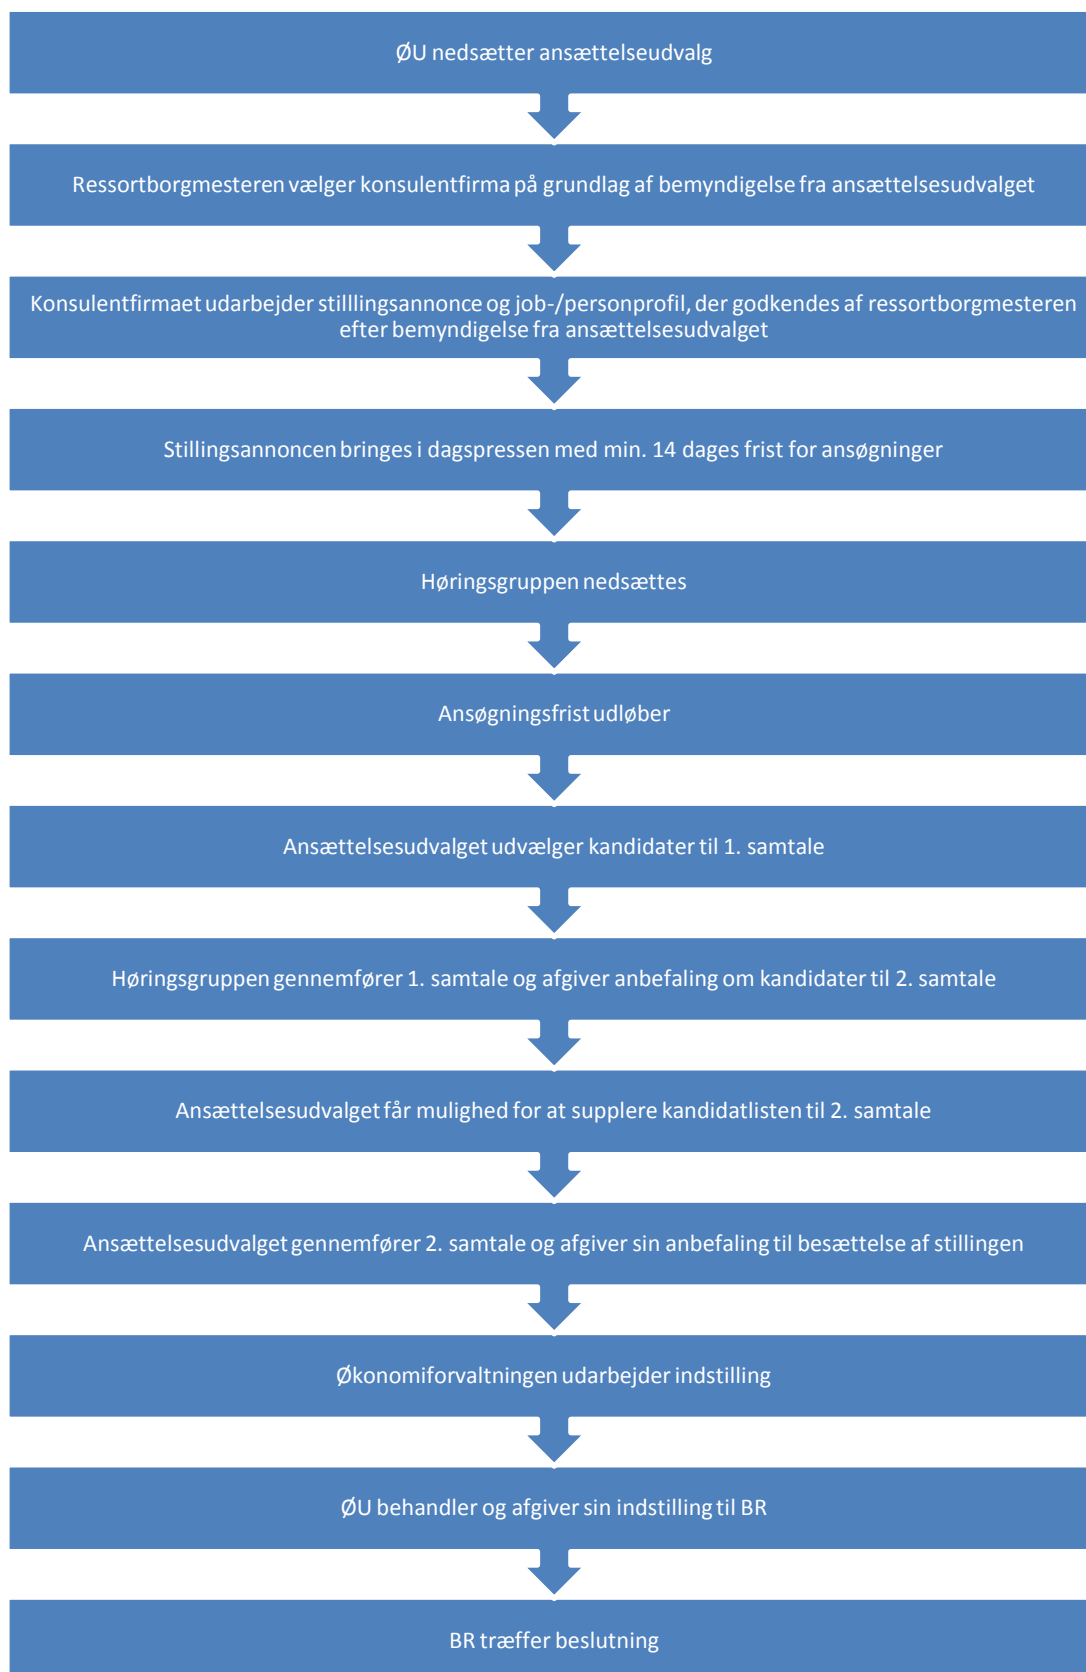 ØU nedsætter ansættelseudvalg
Ressortborgmesteren vælger konsulentfirma på grundlag af bemyndigelse fra ansættelsesudvalget
Konsulentfirmaet udarbejder stilllingsannonce og job-/personprofil, der godkendes af ressortborgmesteren
efter bemyndigelse fra ansættelsesudvalget
Stillingsannoncen bringes i dagspressen med min. 14 dages frist for ansøgninger
Høringsgruppen nedsættes
Ansøgningsfrist udløber
Ansættelsesudvalget udvælger kandidater til 1. samtale
Høringsgruppen gennemfører 1. samtale og afgiver anbefaling om kandidater til 2. samtale
Ansættelsesudvalget får mulighed for at supplere kandidatlisten til 2. samtale
Ansættelsesudvalget gennemfører 2. samtale og afgiver sin anbefaling til besættelse af stillingen
Økonomiforvaltningen udarbejder indstilling
ØU behandler og afgiver sin indstilling til BR
BR træffer beslutning